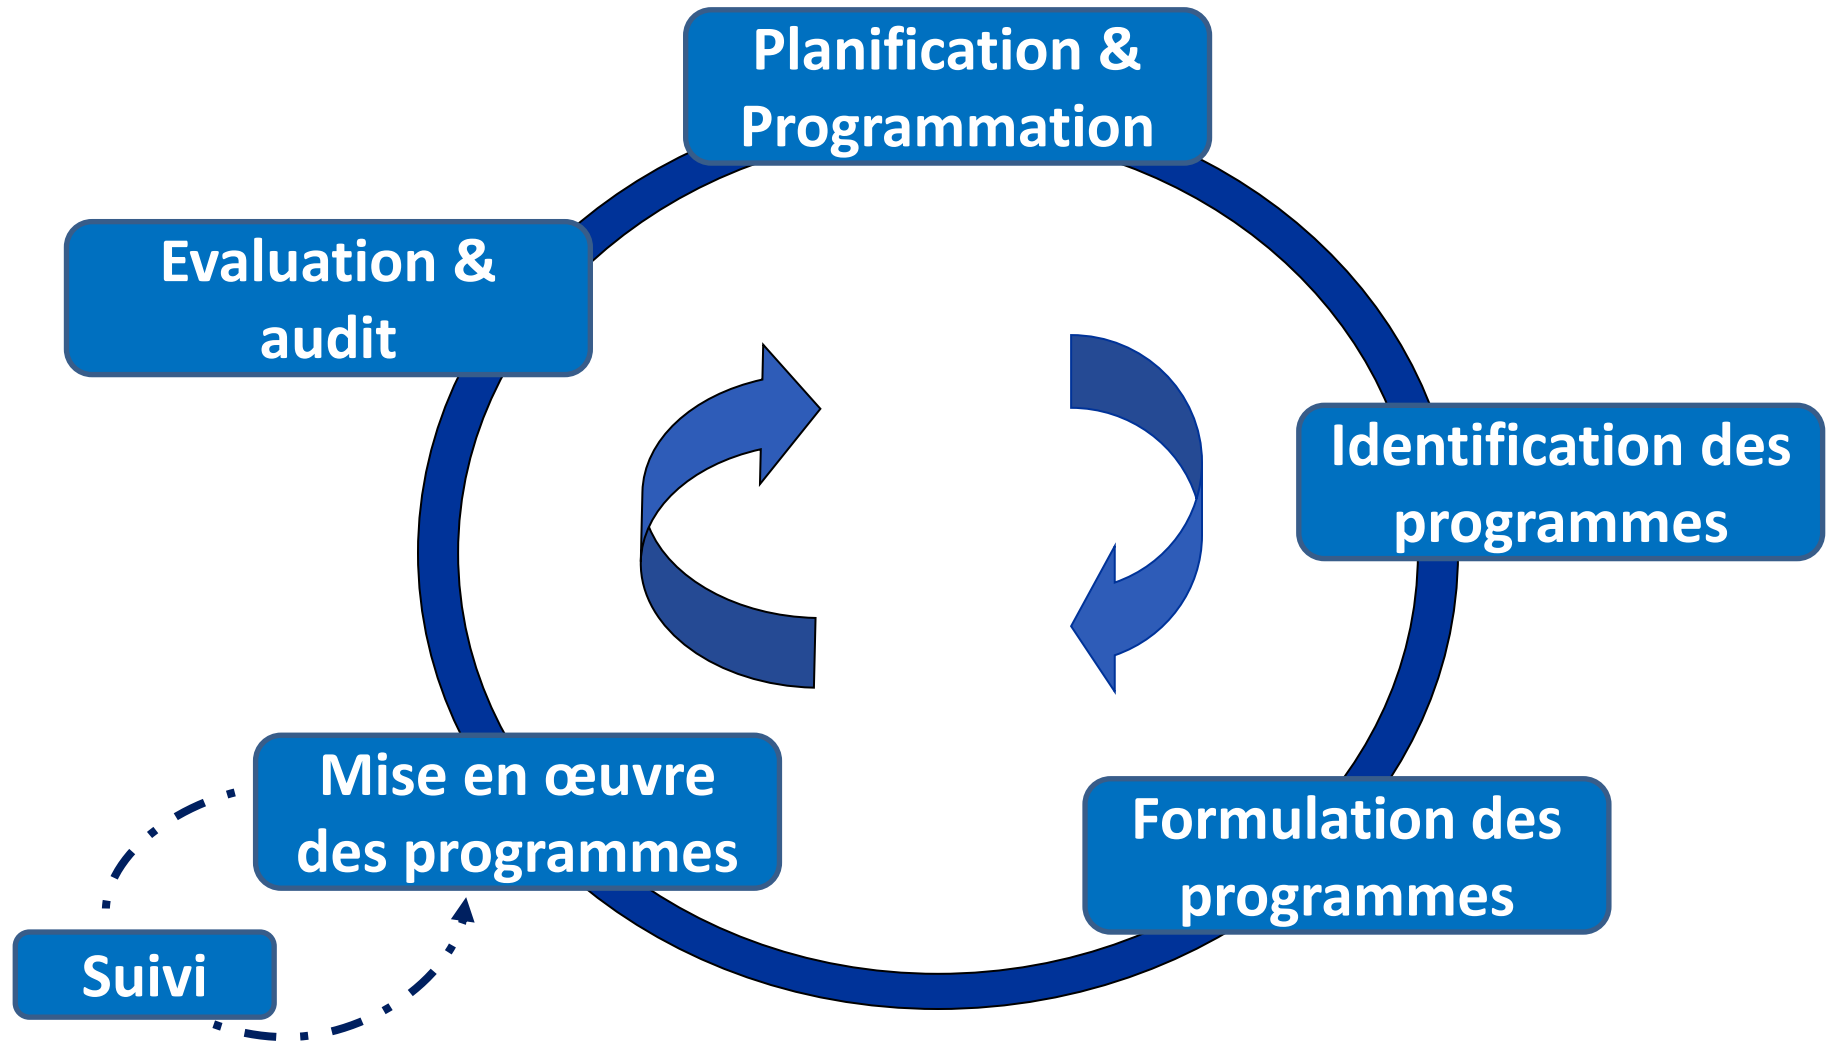 Planification &
Programmation
Evaluation &
audit
Identification des
programmes
Mise en œuvre
des programmes
Formulation des
programmes
Suivi